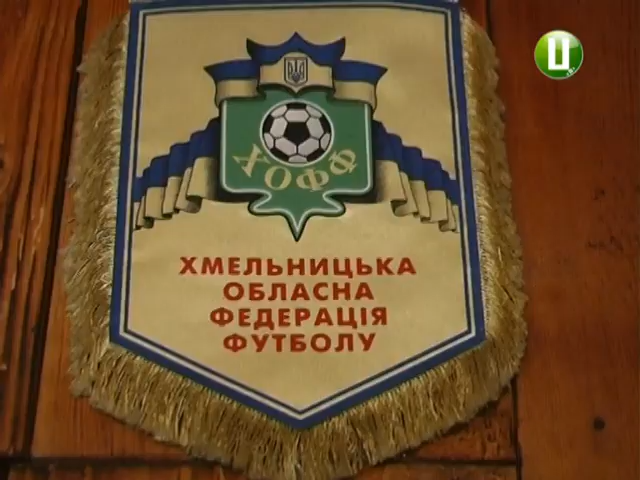 Ц
ХОФФ
ХМЕЛЬНИЦЬКА
ОБЛАСНА
ФЕДЕРАЦІЯ
ФУТБОЛУ